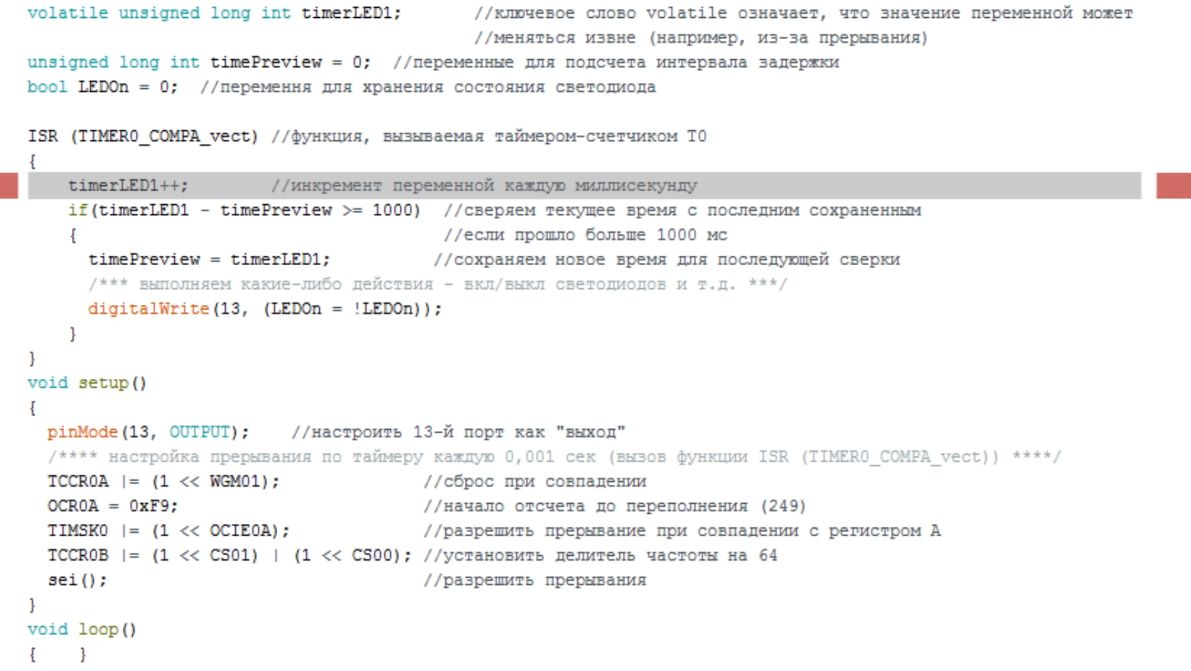 volatile unsigned long int timerLED1;        //ключевое слово volatile означает, что значение переменной может
                                             //меняться извне (например, из-за прерывания)
unsigned long int timePreview = 0;  //переменные для подсчета интервала задержки
bool LEDOn = 0;  //перемення для хранения состояния светодиода

ISR (TIMER0_COMPA_vect) //функция, вызываемая таймером-счетчиком T0
{
    timerLED1++;        //инкремент переменной каждую миллисекунду
    if(timerLED1 - timePreview >= 1000)  //сверяем текущее время с последним сохраненным
    {                                    //если прошло больше 1000 мс
      timePreview = timerLED1;          //сохраняем новое время для последующей сверки
      /*** выполняем какие-либо действия - вкл/выкл светодиодов и т.д. ***/
      digitalWrite(13, (LEDOn = !LEDOn));
    }
}
void setup()
{
  pinMode(13, OUTPUT);    //настроить 13-й порт как "выход"
  /**** настройка прерывания по таймеру каждую 0,001 сек (вызов функции ISR (TIMER0_COMPA_vect)) ****/
  TCCR0A |= (1 << WGM01);              //сброс при совпадении
  OCR0A = 0xF9;                        //начало отсчета до переполнения (249)
  TIMSK0 |= (1 << OCIE0A);             //разрешить прерывание при совпадении с регистром А
  TCCR0B |= (1 << CS01) | (1 << CS00); //установить делитель частоты на 64
  sei();                               //разрешить прерывания
}
void loop()
{    }